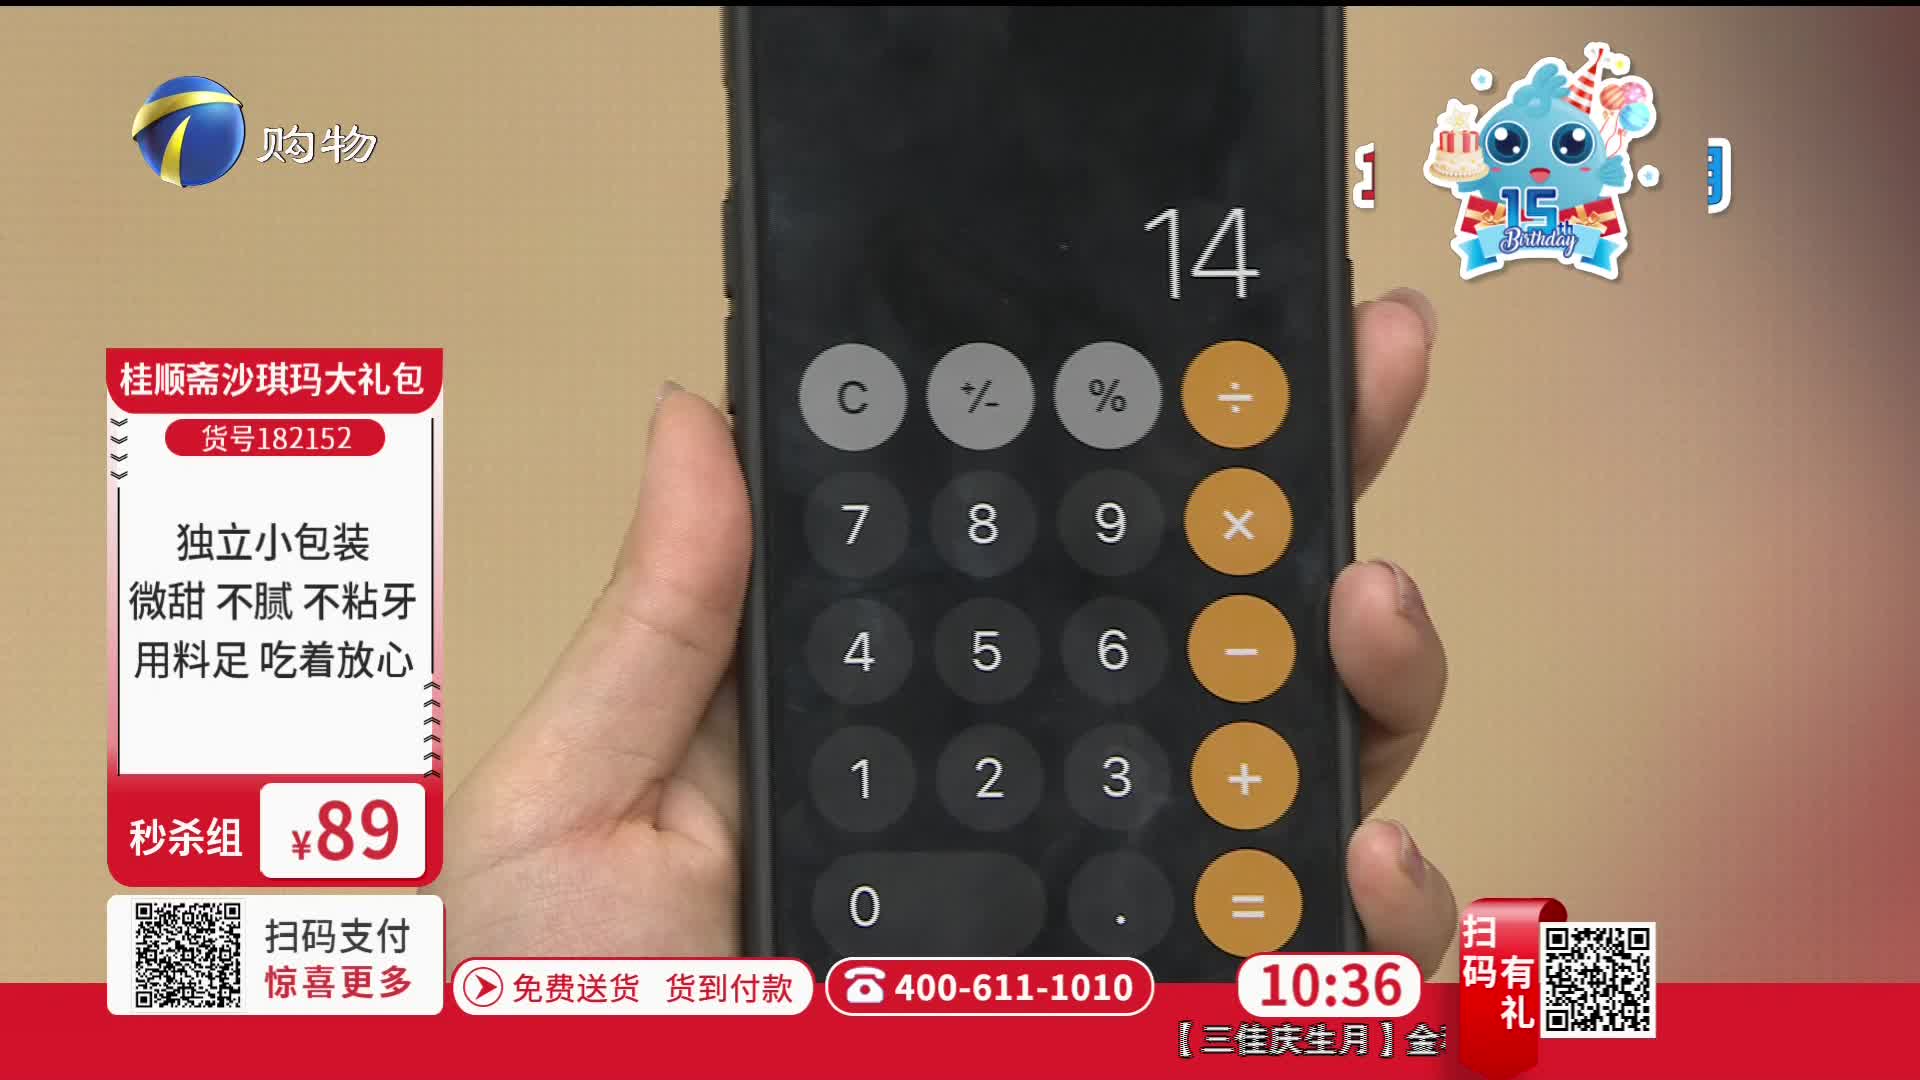 购物
14
15th
Birthday
C +/- % ÷
7 8 9 ×
4 5 6 −
1 2 3 +
0 . =
桂顺斋沙琪玛大礼包
货号182152
独立小包装
微甜 不腻 不粘牙
用料足 吃着放心
秒杀组 ¥89
扫码支付
惊喜更多
免费送货 货到付款
400-611-1010
10:36
扫码有礼
【三佳庆生月】金